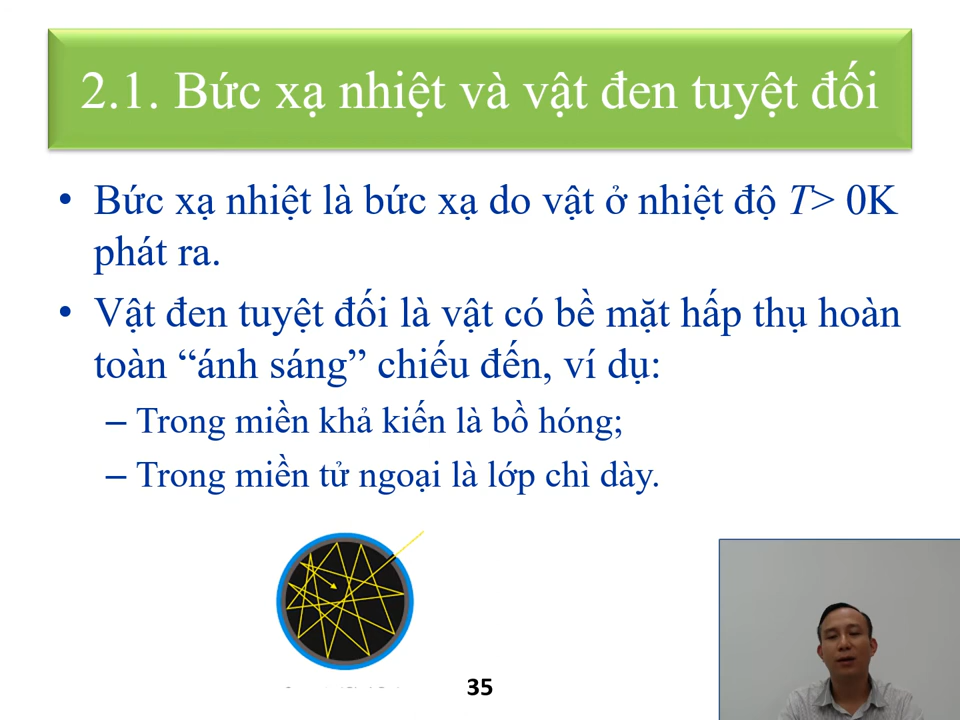 2.1. Bức xạ nhiệt và vật đen tuyệt đối
• Bức xạ nhiệt là bức xạ do vật ở nhiệt độ T> 0K
phát ra.
• Vật đen tuyệt đối là vật có bề mặt hấp thụ hoàn
toàn “ánh sáng” chiếu đến, ví dụ:
– Trong miền khả kiến là bồ hóng;
– Trong miền tử ngoại là lớp chì dày.
35